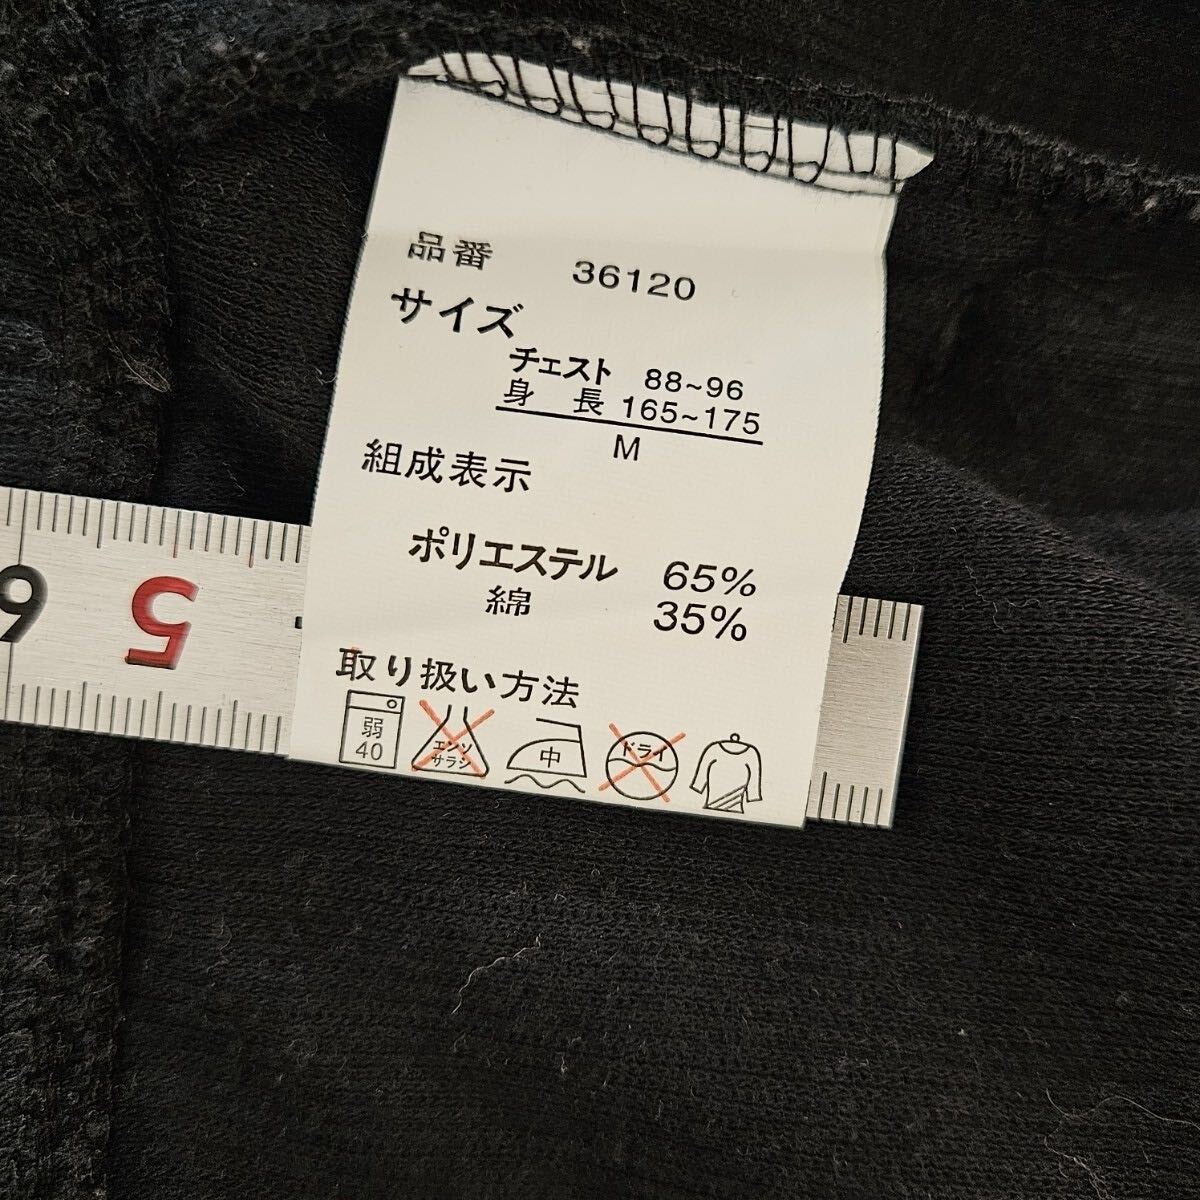 品番 36120
サイズ
チェスト 88~96
身 長 165~175
M
組成表示
ポリエステル 65%
綿 35%
取り扱い方法
弱 エンソ 中 ドライ
40 サラシ
6 5